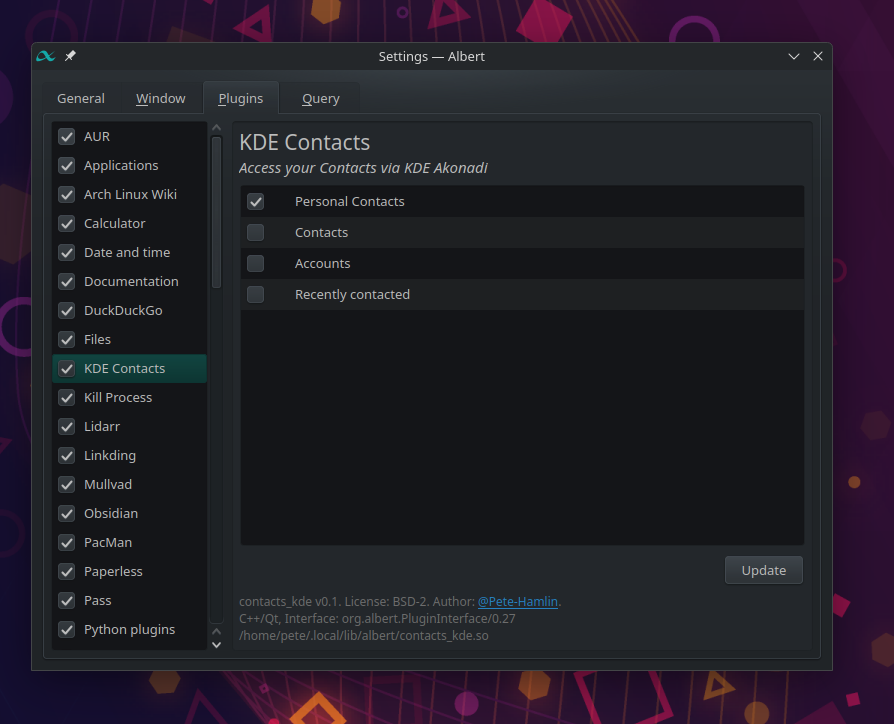 Settings — Albert
General
Window
Plugins
Query
AUR
Applications
Arch Linux Wiki
Calculator
Date and time
Documentation
DuckDuckGo
Files
KDE Contacts
Kill Process
Lidarr
Linkding
Mullvad
Obsidian
PacMan
Paperless
Pass
Python plugins
KDE Contacts
Access your Contacts via KDE Akonadi
Personal Contacts
Contacts
Accounts
Recently contacted
Update
contacts_kde v0.1. License: BSD-2. Author: @Pete-Hamlin.
C++/Qt, Interface: org.albert.PluginInterface/0.27
/home/pete/.local/lib/albert/contacts_kde.so